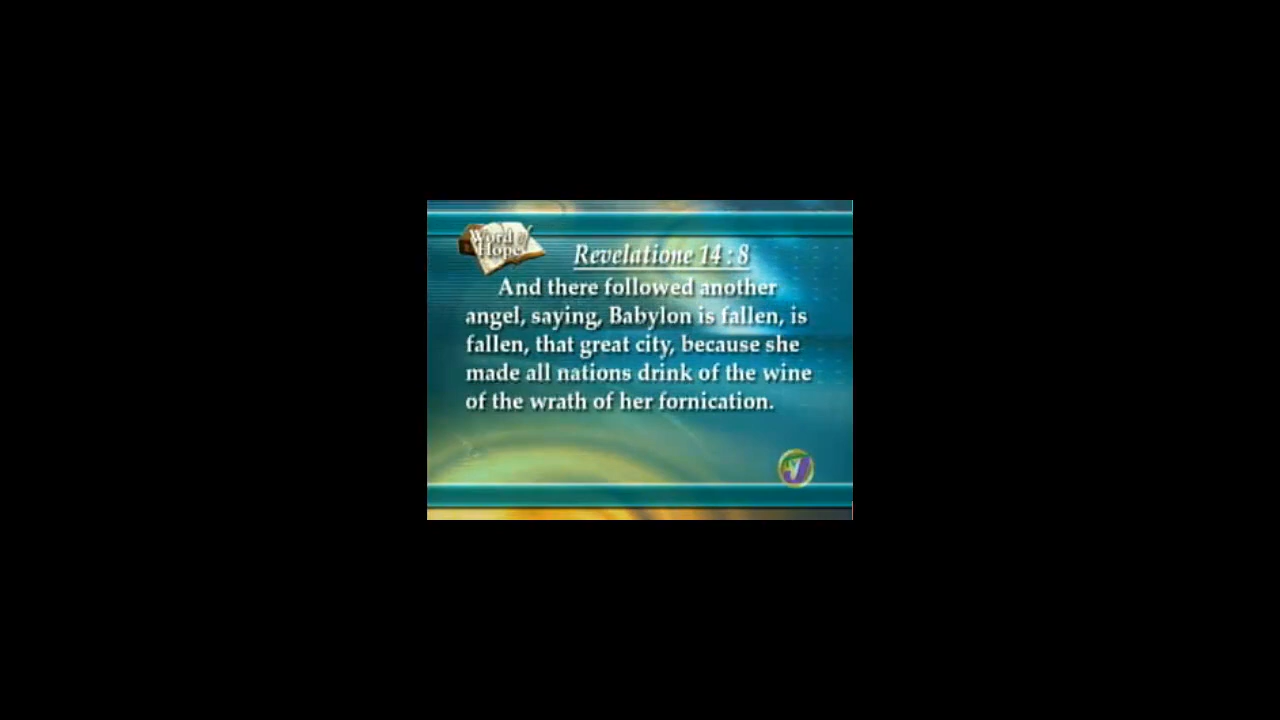 Word of
Hope
Revelatione 14 : 8
And there followed another
angel, saying, Babylon is fallen, is
fallen, that great city, because she
made all nations drink of the wine
of the wrath of her fornication.
TVJ